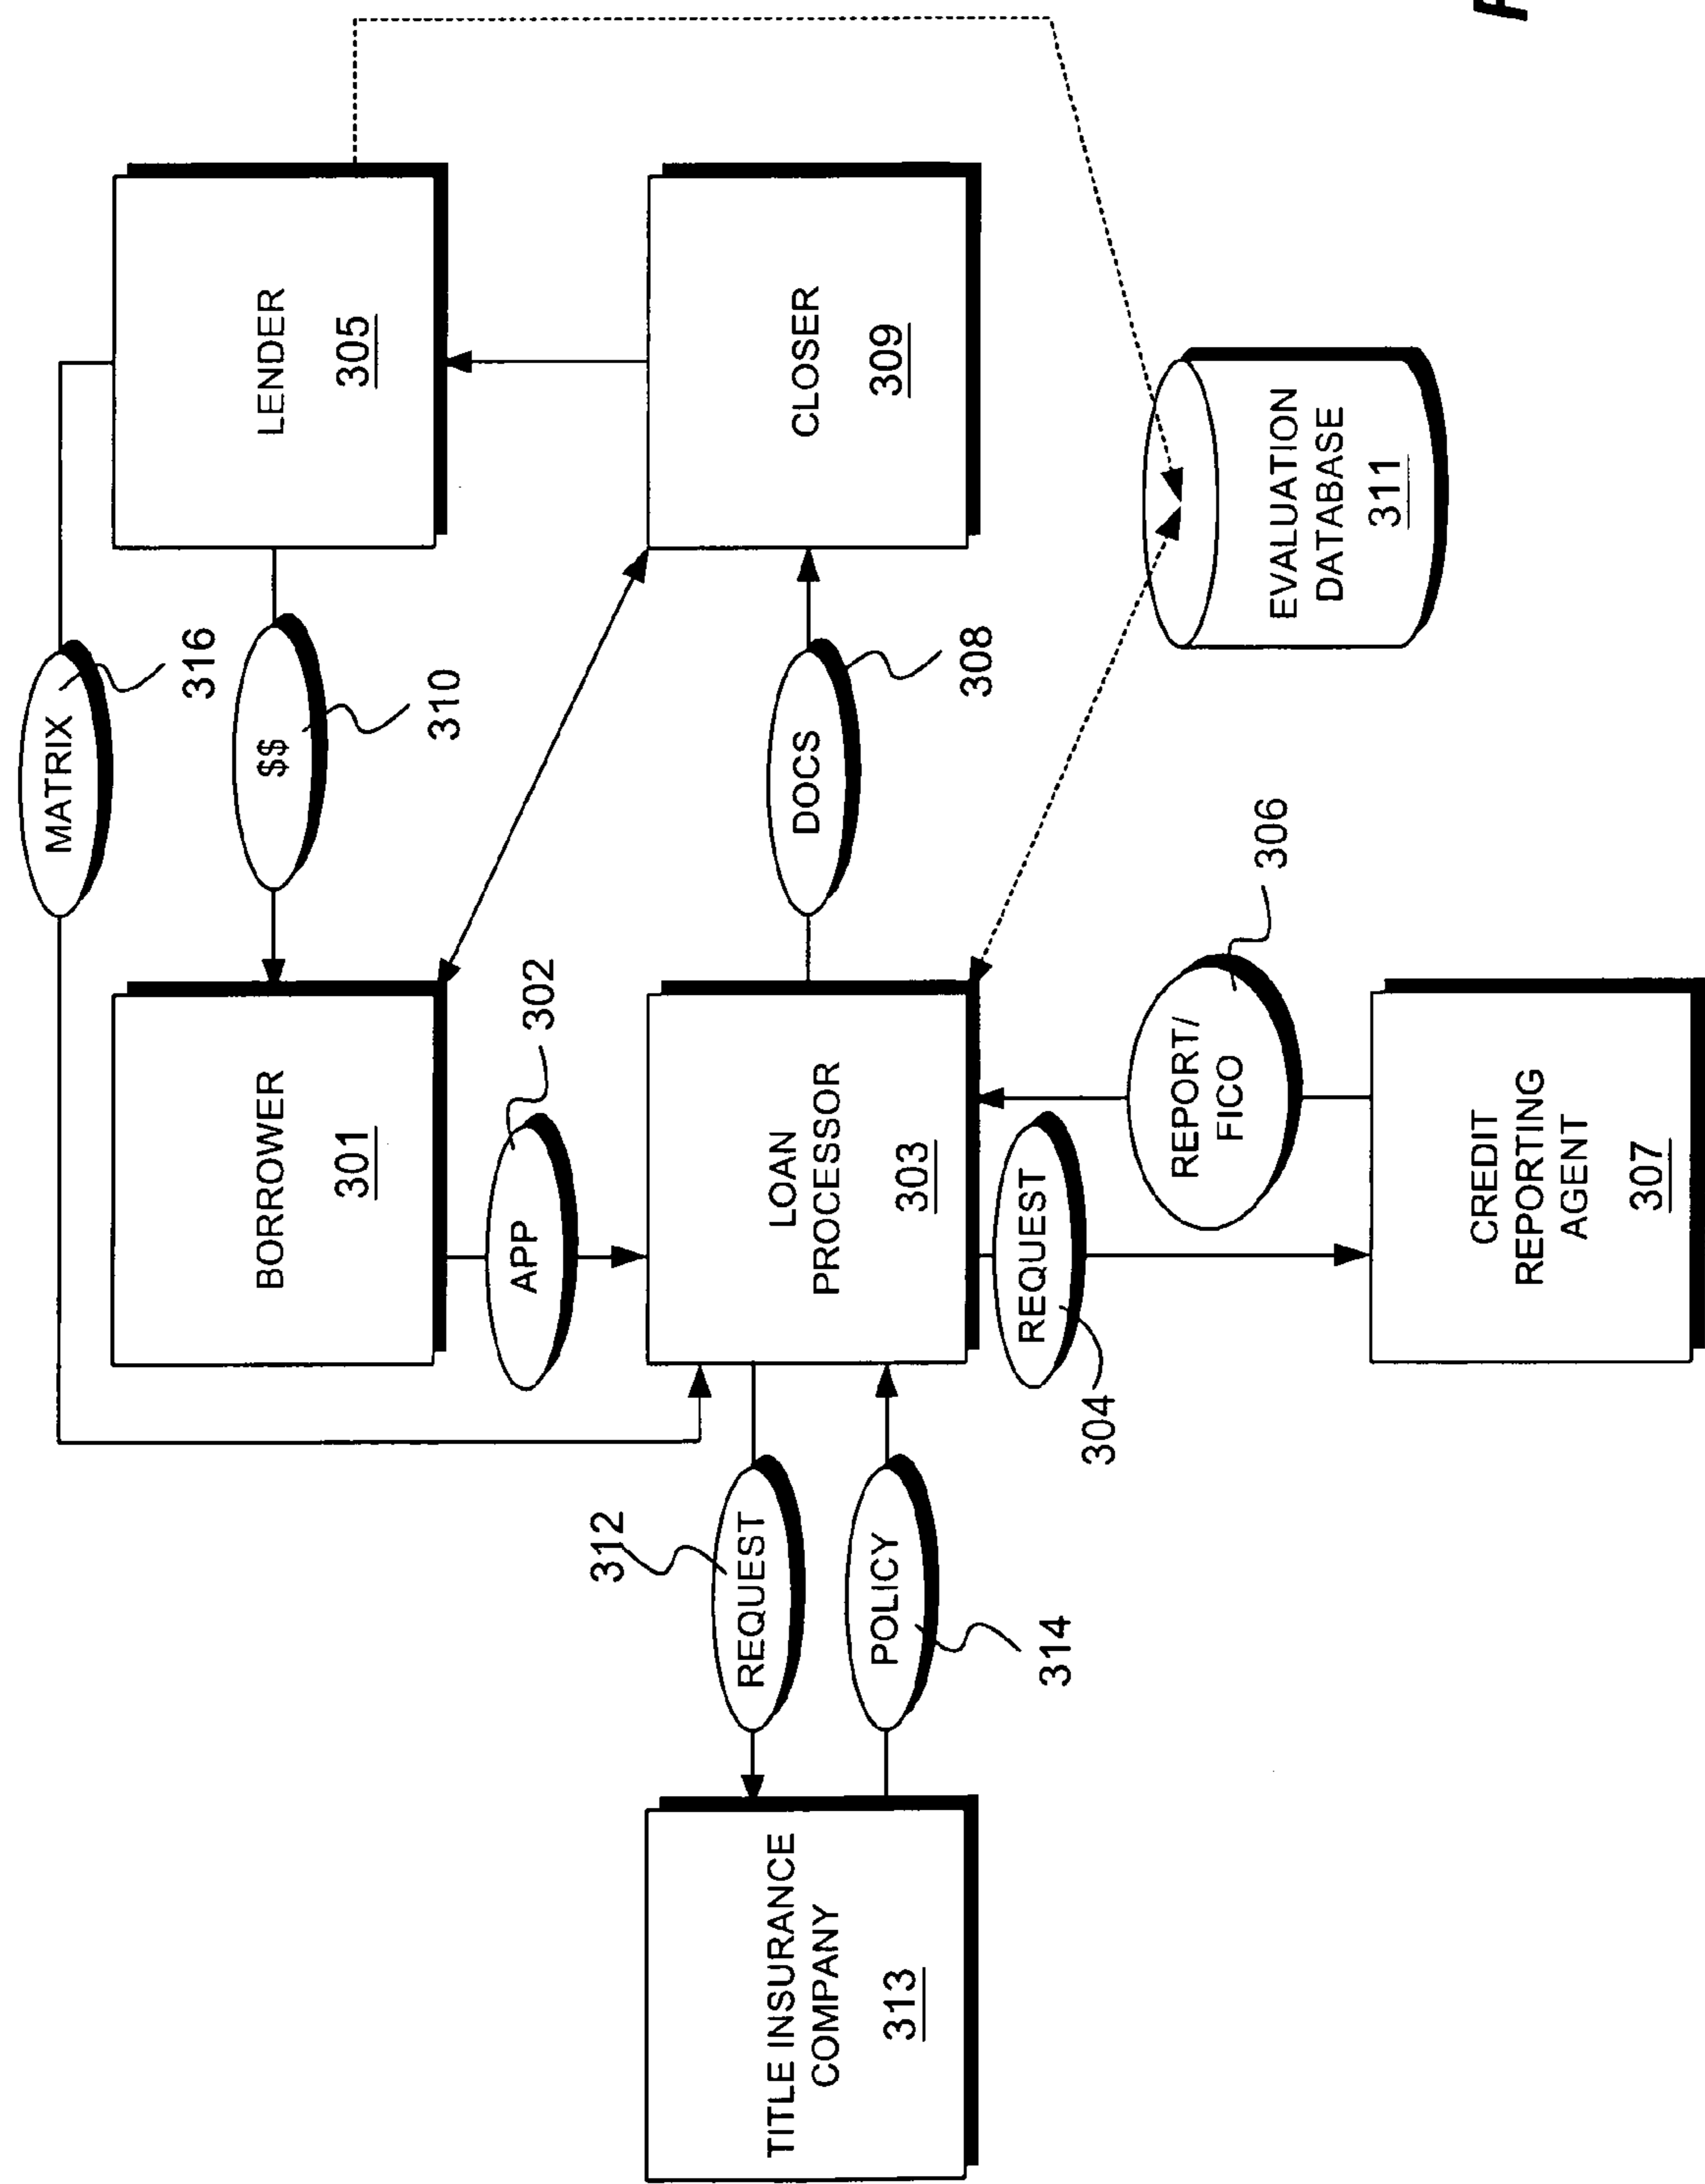 MATRIX
316
BORROWER
301
$$
310
LENDER
305
APP
302
312
REQUEST
TITLE INSURANCE
COMPANY
313
POLICY
314
LOAN
PROCESSOR
303
DOCS
308
CLOSER
309
REQUEST
304
REPORT/
FICO
306
EVALUATION
DATABASE
311
CREDIT
REPORTING
AGENT
307